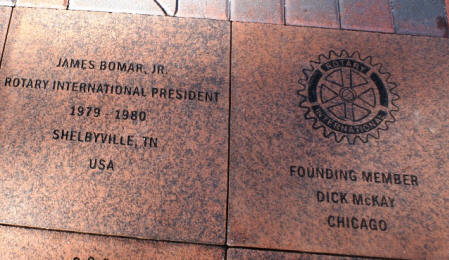 JAMES BOMAR, JR.
ROTARY INTERNATIONAL PRESIDENT
1979 - 1980
SHELBYVILLE, TN
USA
ROTARY
INTERNATIONAL
FOUNDING MEMBER
DICK McKAY
CHICAGO